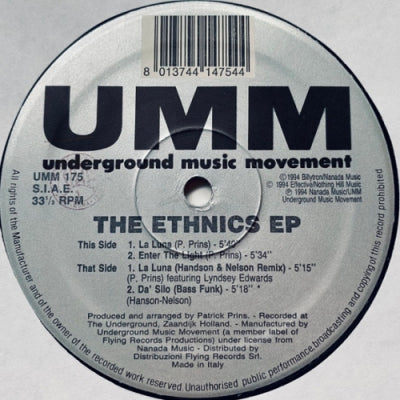 8 013744 147544
UMM
underground music movement
UMM 175
S.I.A.E.
33⅓ RPM
℗ 1994 Billytron/Nanada Music
© 1994 Effective/Nothing Hill Music
℗ 1994 Nanada Music/UMM
Underground Music Movement
THE ETHNICS EP
This Side - 1. La Luna (P. Prins) - 5'40"
2. Enter The Light (P. Prins) - 5'34"
That Side - 1. La Luna (Handson & Nelson Remix) - 5'15"
(P. Prins) featuring Lyndsey Edwards
2. Da' Silo (Bass Funk) - 5'18" *
(Hanson-Nelson)
Produced and arranged by Patrick Prins. - Recorded at
The Underground, Zaandijk Holland. - Manufactured by
Underground Music Movement (a member label of
Flying Records Productions) under license from
Nanada Music - Distributed by
Distribuzioni Flying Records Srl.
Made in Italy
All rights of the Manufacturer and of the owner of the recorded work reserved. Unauthorised public performance, broadcasting and copying of this record prohibited